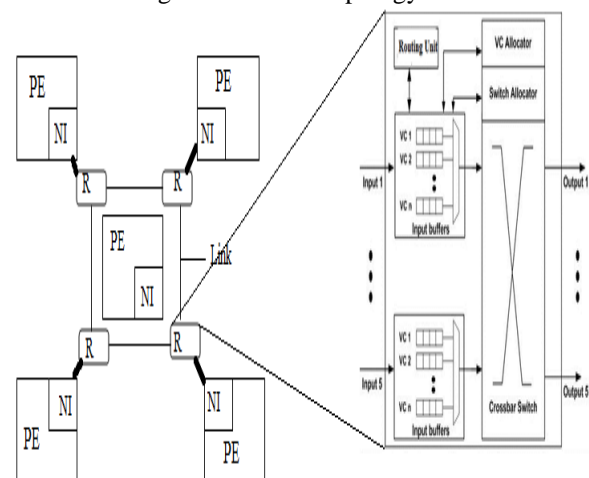 PE
NI
PE
NI
R
R
PE
NI
Link
R
R
NI
PE
NI
PE
Routing Unit
VC Allocator
Switch Allocator
VC 1
VC 2
VC n
Input buffers
Input 1
Output 1
VC 1
VC 2
VC n
Input buffers
Input 5
Crossbar Switch
Output 5